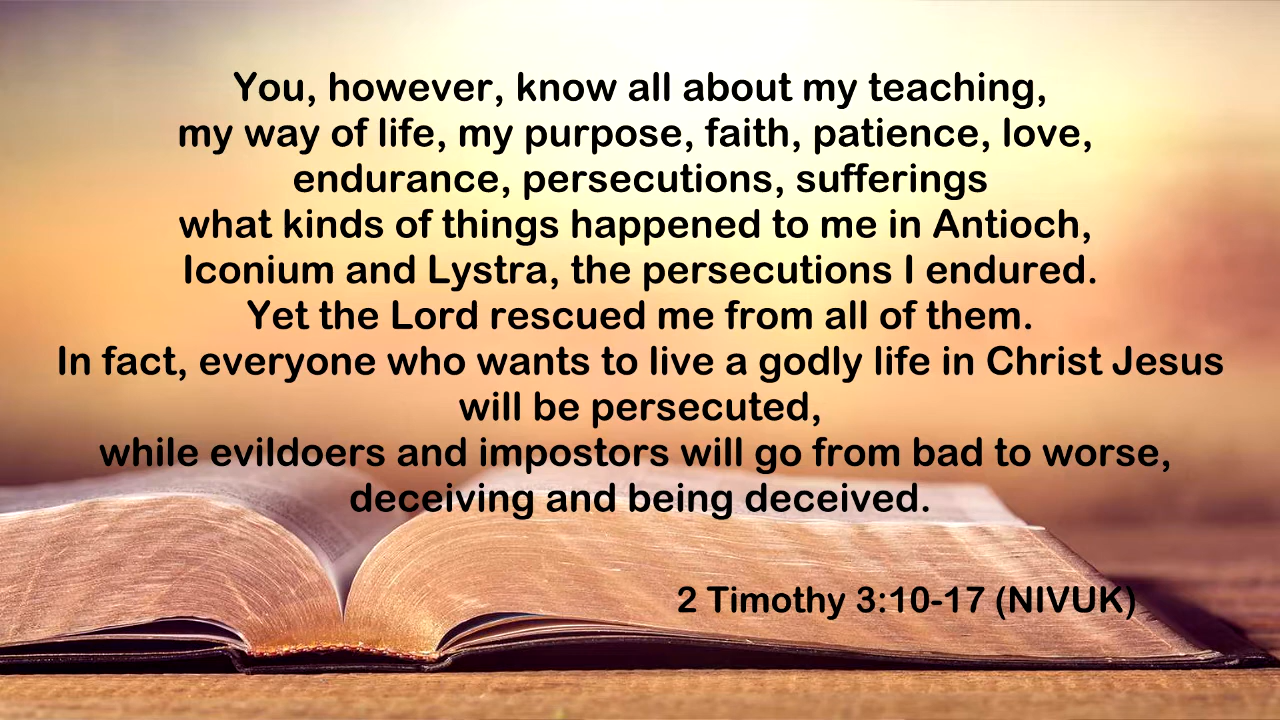 You, however, know all about my teaching,
my way of life, my purpose, faith, patience, love,
endurance, persecutions, sufferings
what kinds of things happened to me in Antioch,
Iconium and Lystra, the persecutions I endured.
Yet the Lord rescued me from all of them.
In fact, everyone who wants to live a godly life in Christ Jesus
will be persecuted,
while evildoers and impostors will go from bad to worse,
deceiving and being deceived.
2 Timothy 3:10-17 (NIVUK)